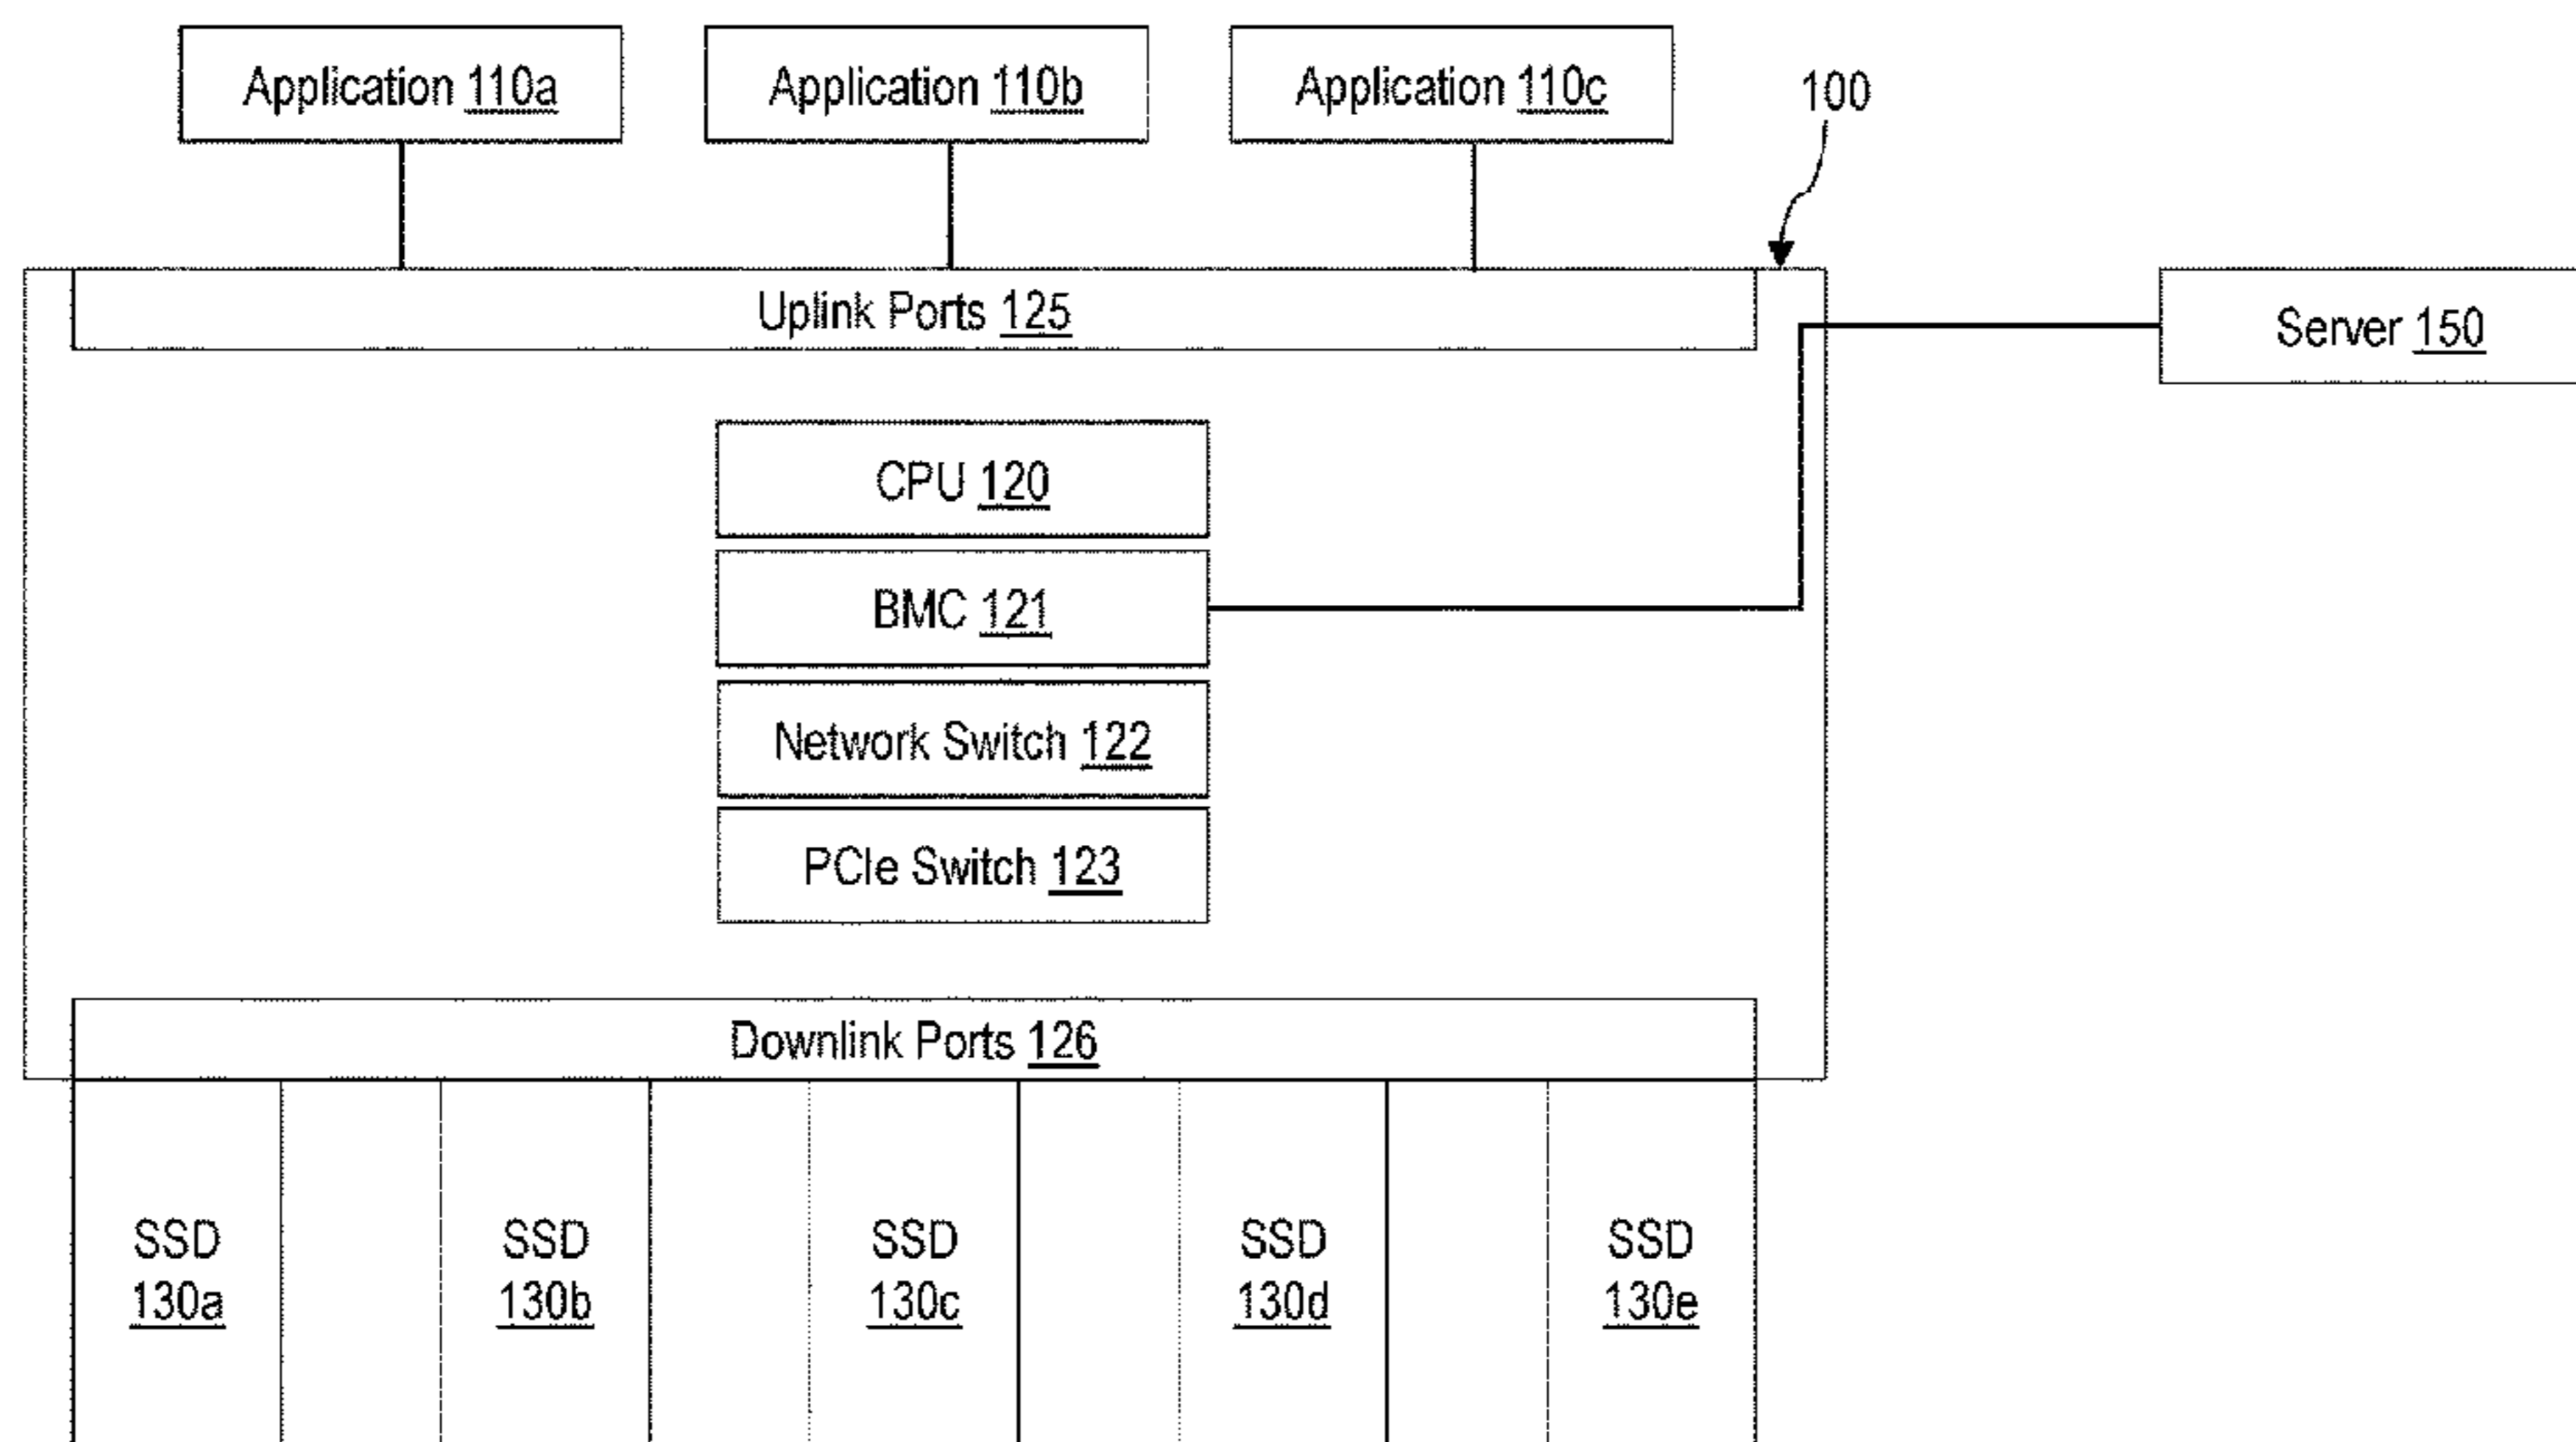 Application 110a
Application 110b
Application 110c
100
Uplink Ports 125
Server 150
CPU 120
BMC 121
Network Switch 122
PCIe Switch 123
Downlink Ports 126
SSD
130a
SSD
130b
SSD
130c
SSD
130d
SSD
130e